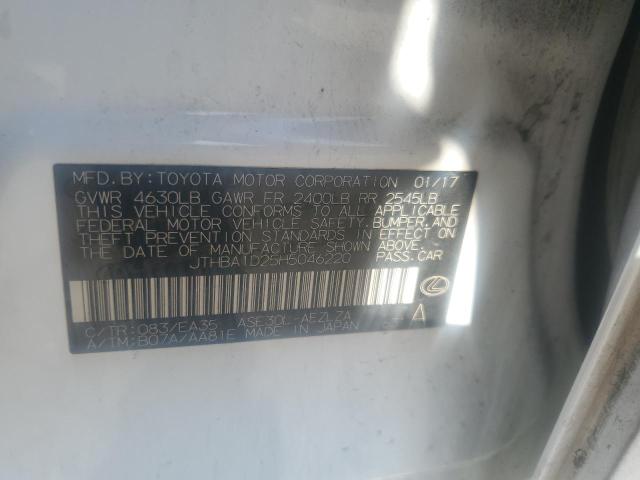 MFD. BY: TOYOTA MOTOR CORPORATION 01/17
GVWR 4630LB GAWR FR 2400LB RR 2545LB
THIS VEHICLE CONFORMS TO ALL APPLICABLE
FEDERAL MOTOR VEHICLE SAFETY, BUMPER, AND
THEFT PREVENTION STANDARDS IN EFFECT ON
THE DATE OF MANUFACTURE SHOWN ABOVE.
JTHBA1D25H5046220 PASS.CAR
C/TR: 083/EA35 ASE30L-AEZLZA A
A/TM: B07A/AA81E MADE IN JAPAN